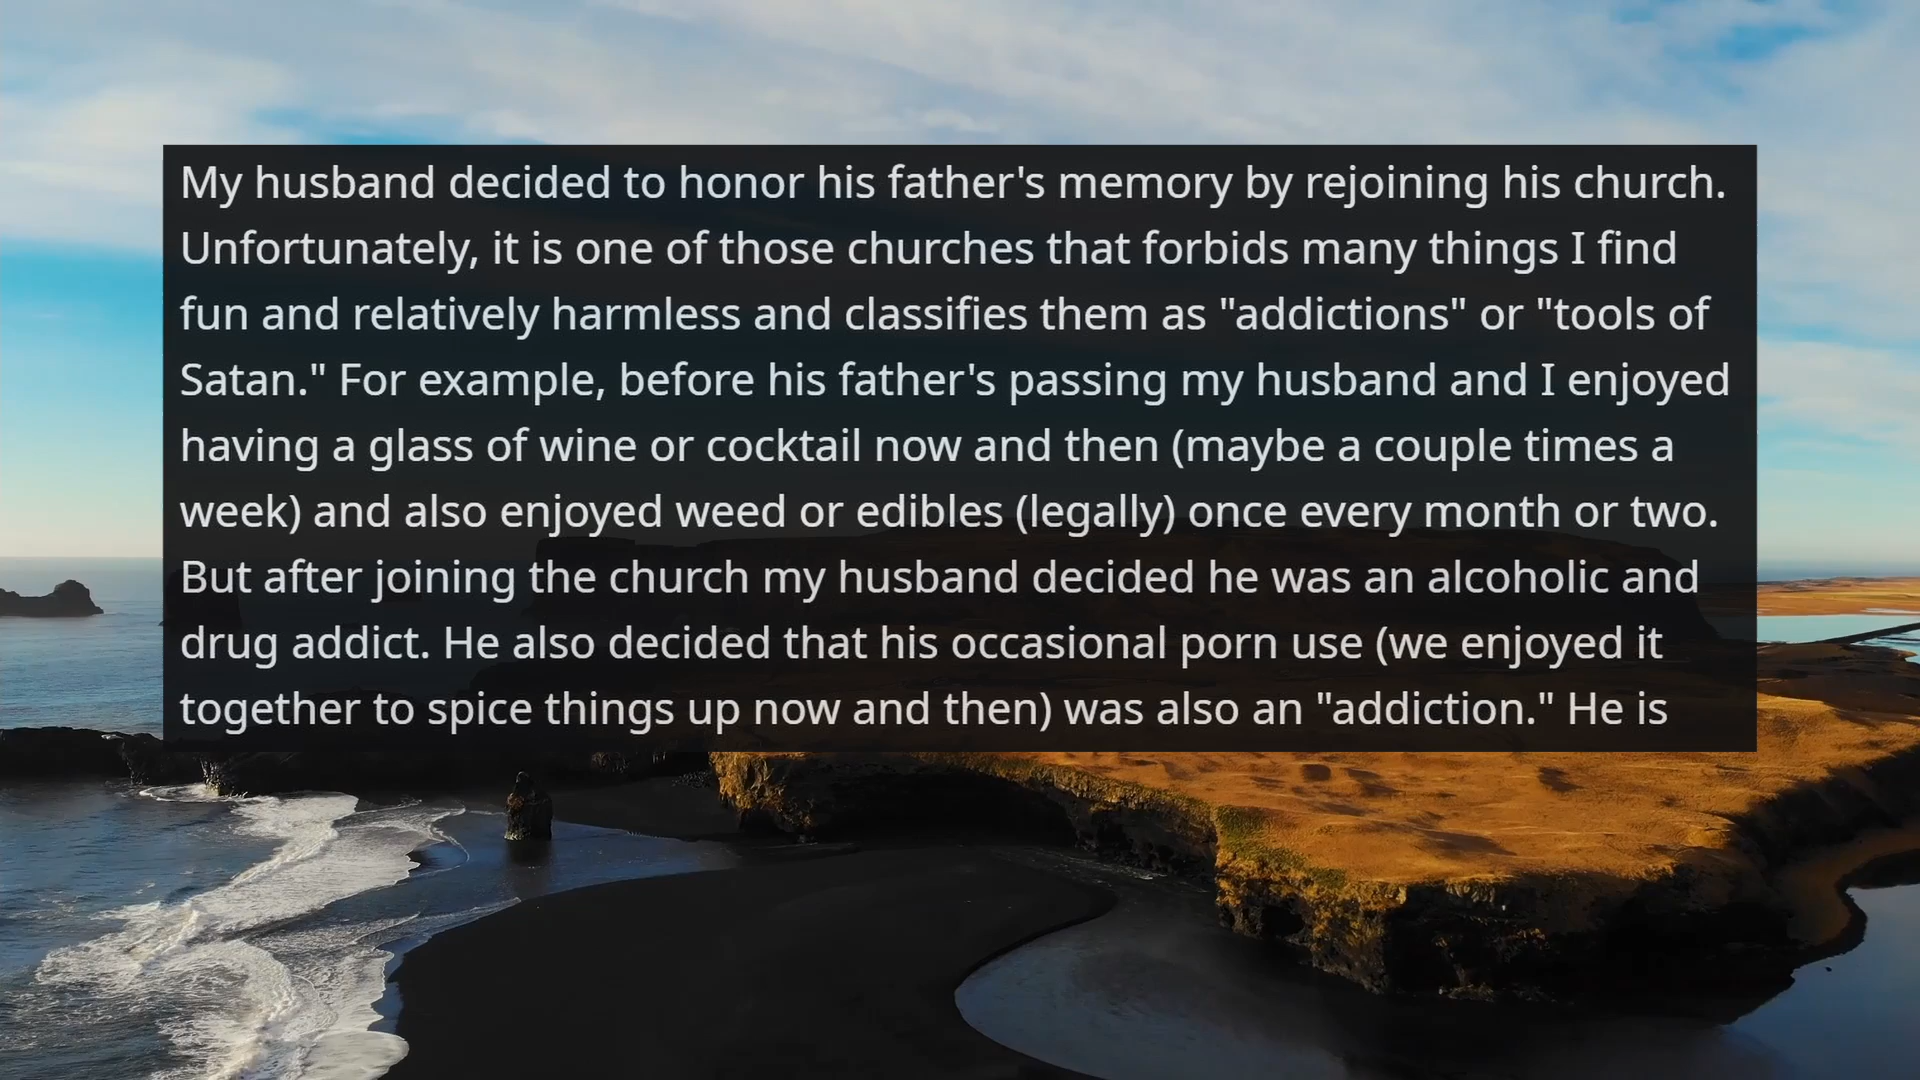 My husband decided to honor his father's memory by rejoining his church.
Unfortunately, it is one of those churches that forbids many things I find
fun and relatively harmless and classifies them as "addictions" or "tools of
Satan." For example, before his father's passing my husband and I enjoyed
having a glass of wine or cocktail now and then (maybe a couple times a
week) and also enjoyed weed or edibles (legally) once every month or two.
But after joining the church my husband decided he was an alcoholic and
drug addict. He also decided that his occasional porn use (we enjoyed it
together to spice things up now and then) was also an "addiction." He is